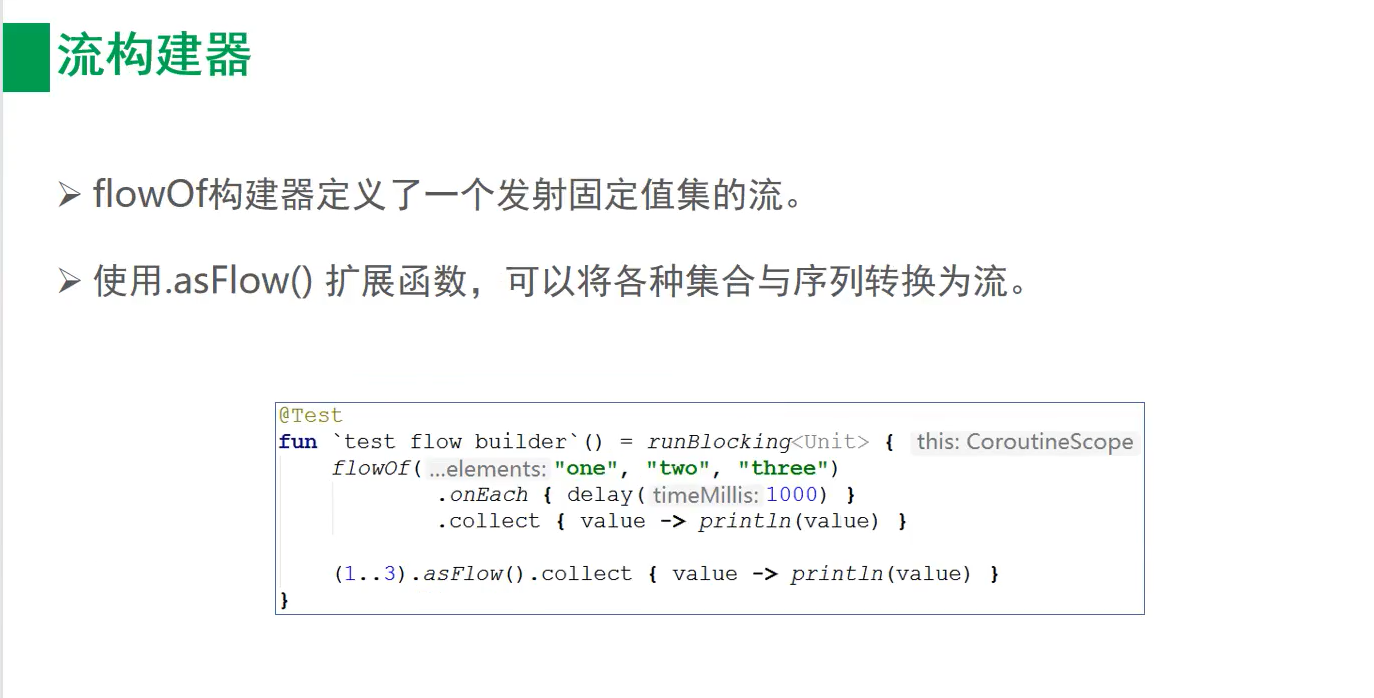 流构建器
➢ flowOf构建器定义了一个发射固定值集的流。
➢ 使用.asFlow() 扩展函数，可以将各种集合与序列转换为流。
@Test
fun `test flow builder`() = runBlocking<Unit> { this: CoroutineScope
    flowOf( ...elements: "one", "two", "three")
            .onEach { delay( timeMillis: 1000) }
            .collect { value -> println(value) }
    (1..3).asFlow().collect { value -> println(value) }
}